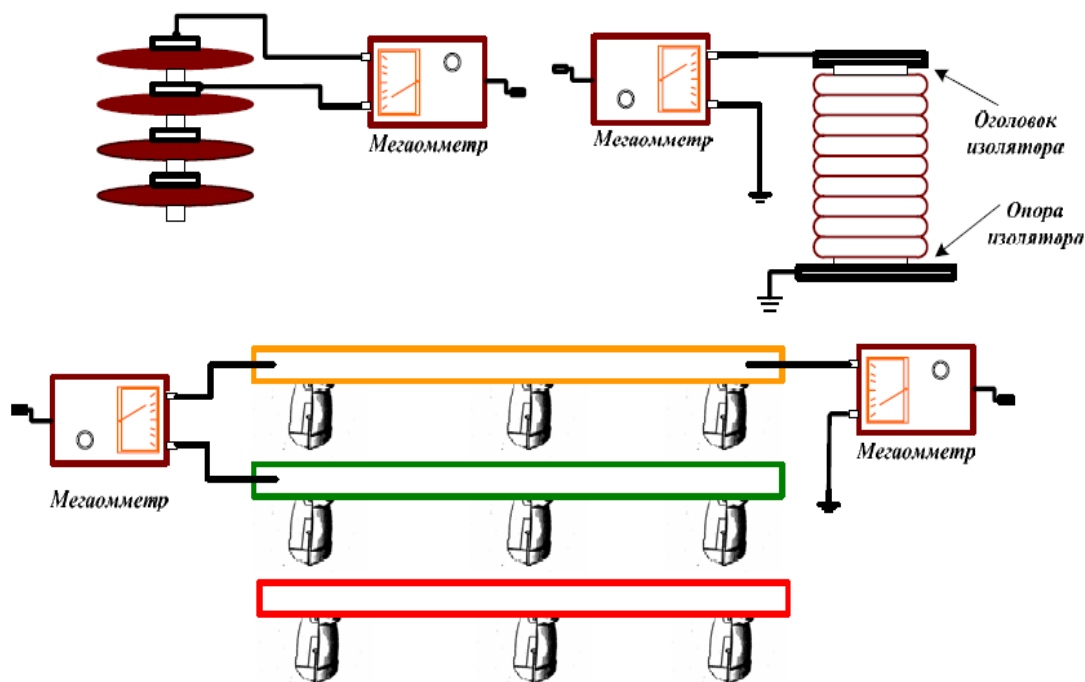 Мегаомметр
Мегаомметр
Оголовок
изолятора
Опора
изолятора
Мегаомметр
Мегаомметр